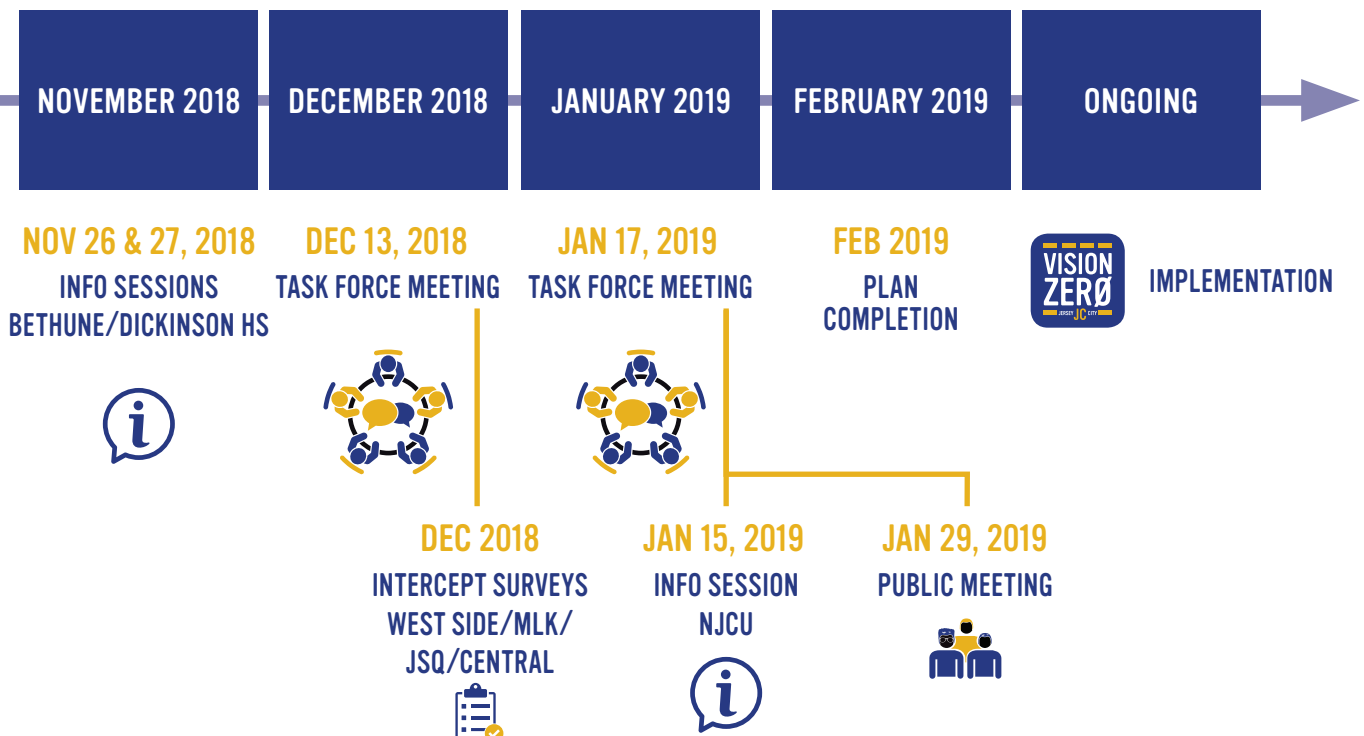 NOVEMBER 2018
DECEMBER 2018
JANUARY 2019
FEBRUARY 2019
ONGOING
NOV 26 & 27, 2018
INFO SESSIONS
BETHUNE/DICKINSON HS
DEC 13, 2018
TASK FORCE MEETING
JAN 17, 2019
TASK FORCE MEETING
FEB 2019
PLAN
COMPLETION
VISION
ZERØ
JERSEY JC CITY
IMPLEMENTATION
DEC 2018
INTERCEPT SURVEYS
WEST SIDE/MLK/
JSQ/CENTRAL
JAN 15, 2019
INFO SESSION
NJCU
JAN 29, 2019
PUBLIC MEETING